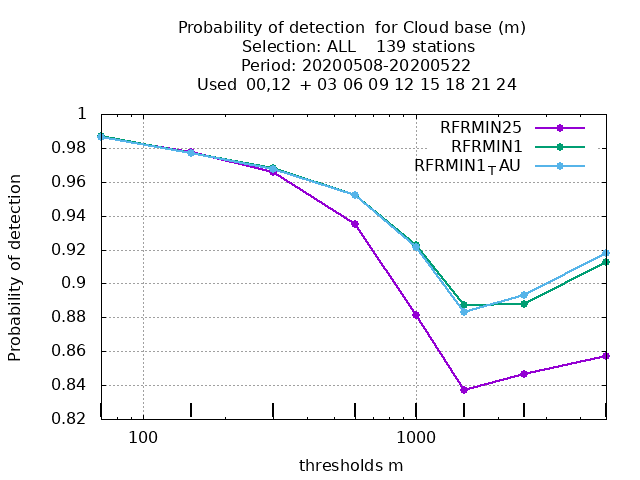 Probability of detection  for Cloud base (m)
Selection: ALL    139 stations
Period: 20200508-20200522
Used  00,12  + 03 06 09 12 15 18 21 24
RFRMIN25
RFRMIN1
RFRMIN1TAU
1
0.98
0.96
0.94
0.92
0.9
0.88
0.86
0.84
0.82
Probability of detection
100 1000
thresholds m